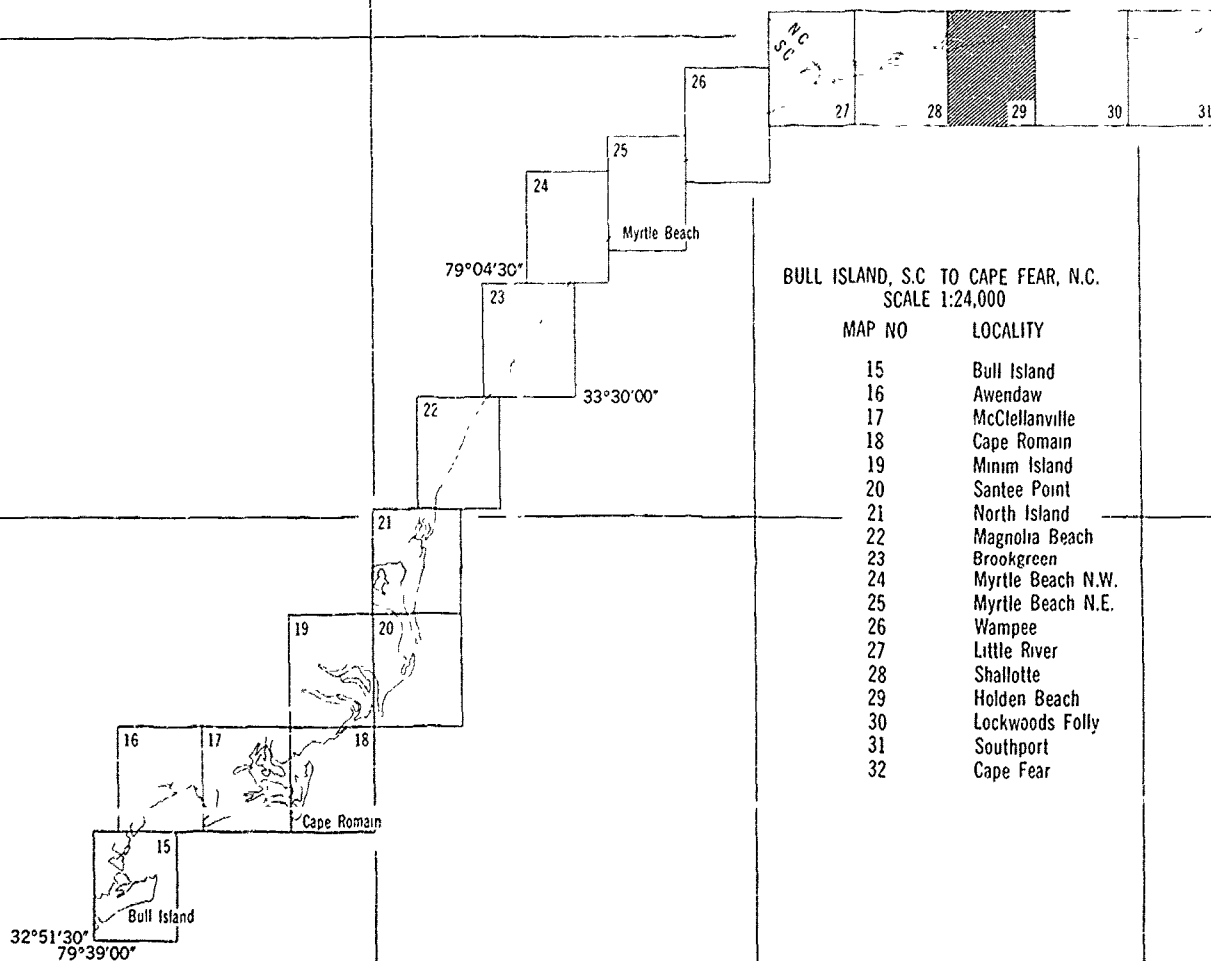 NC
SC
26
27
28
29
30
31
25
24
Myrtle Beach
79°04'30"
23
BULL ISLAND, S.C TO CAPE FEAR, N.C.
SCALE 1:24,000
MAP NO LOCALITY
15 Bull Island
16 Awendaw
17 McClellanville
18 Cape Romain
19 Minim Island
20 Santee Point
21 North Island
22 Magnolia Beach
23 Brookgreen
24 Myrtle Beach N.W.
25 Myrtle Beach N.E.
26 Wampee
27 Little River
28 Shallotte
29 Holden Beach
30 Lockwoods Folly
31 Southport
32 Cape Fear
33°30'00"
22
21
19
20
16
17
18
Cape Romain
15
Bull Island
32°51'30"
79°39'00"